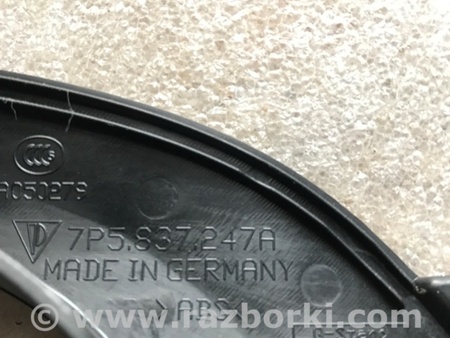 A050279
7P5.837.247A
MADE IN GERMANY
>ABS<
www.razborki.com